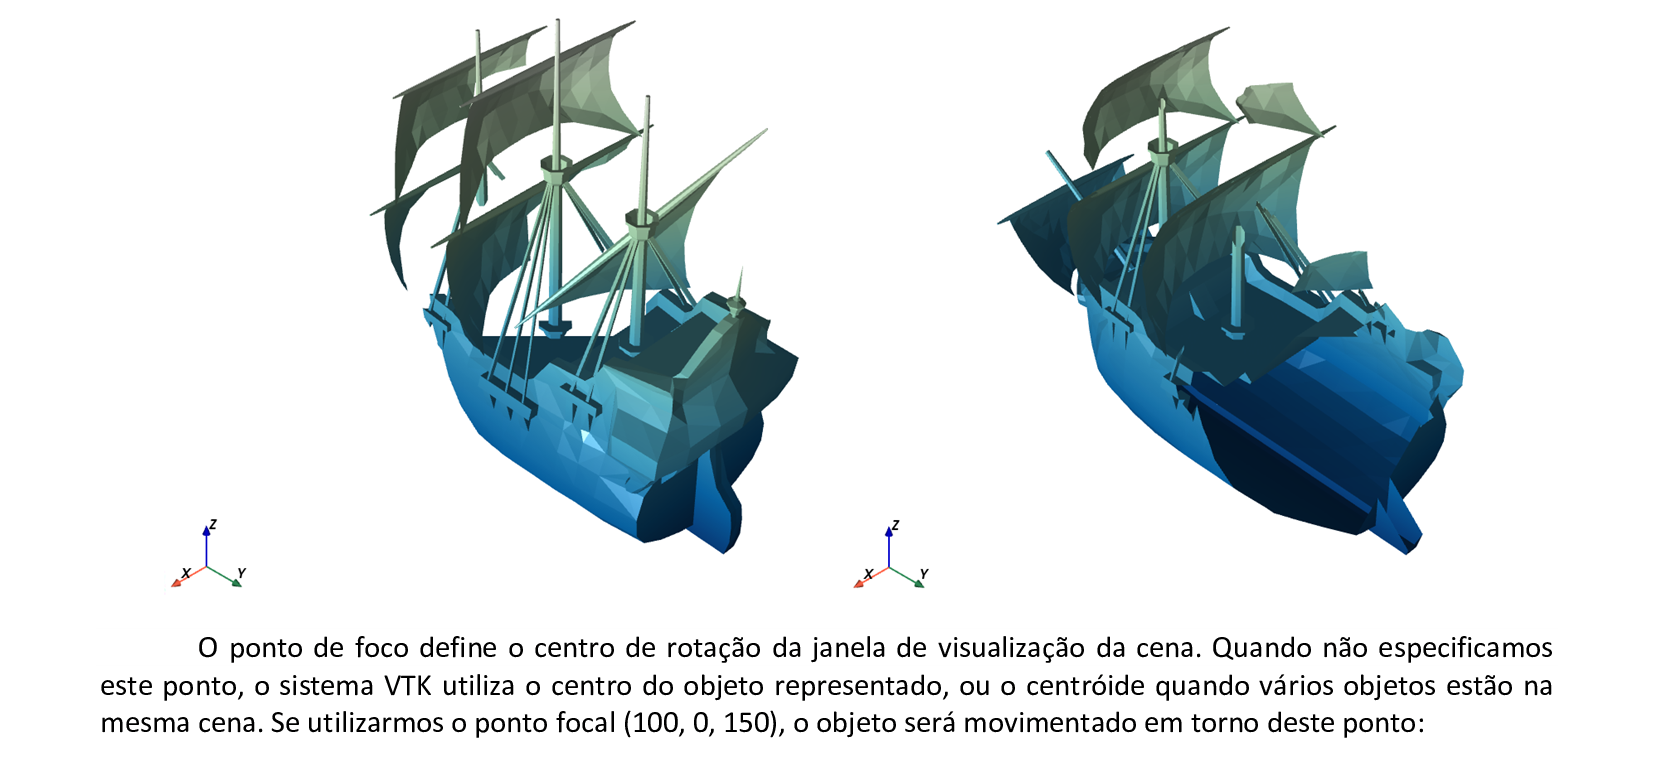 Z
X
Y
Z
X
Y
O ponto de foco define o centro de rotação da janela de visualização da cena. Quando não especificamos
este ponto, o sistema VTK utiliza o centro do objeto representado, ou o centróide quando vários objetos estão na
mesma cena. Se utilizarmos o ponto focal (100, 0, 150), o objeto será movimentado em torno deste ponto: